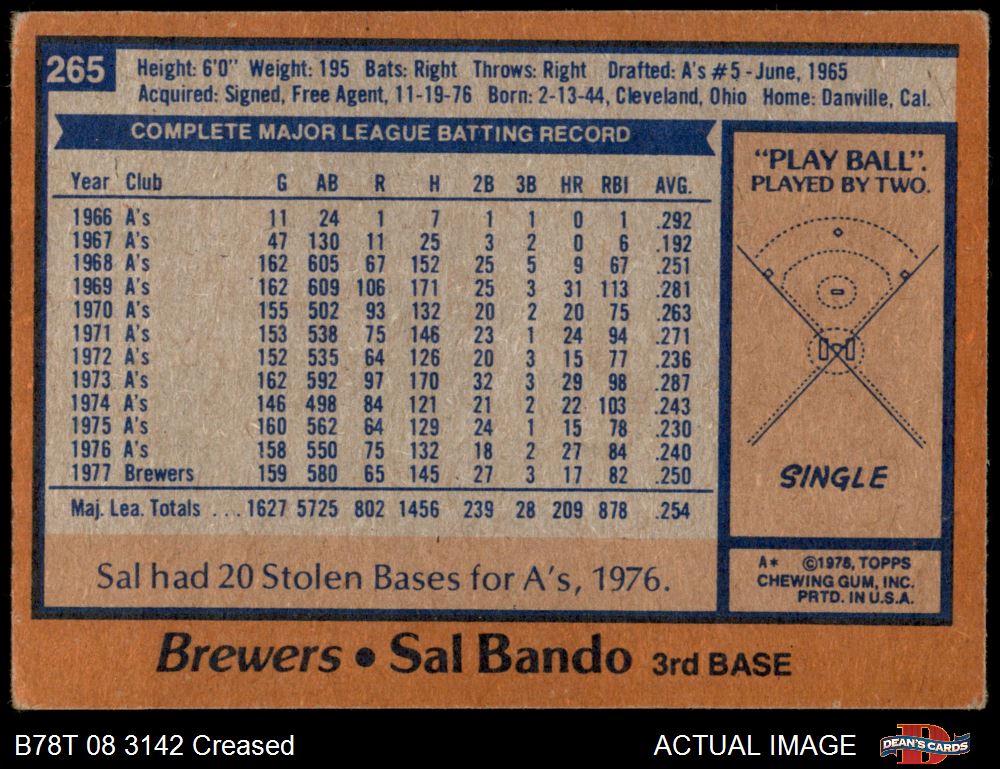 265
Height: 6'0" Weight: 195 Bats: Right Throws: Right Drafted: A's #5 - June, 1965
Acquired: Signed, Free Agent, 11-19-76 Born: 2-13-44, Cleveland, Ohio Home: Danville, Cal.
COMPLETE MAJOR LEAGUE BATTING RECORD
Year Club G AB R H 2B 3B HR RBI AVG.
1966 A's 11 24 1 7 1 1 0 1 .292
1967 A's 47 130 11 25 3 2 0 6 .192
1968 A's 162 605 67 152 25 5 9 67 .251
1969 A's 162 609 106 171 25 3 31 113 .281
1970 A's 155 502 93 132 20 2 20 75 .263
1971 A's 153 538 75 146 23 1 24 94 .271
1972 A's 152 535 64 126 20 3 15 77 .236
1973 A's 162 592 97 170 32 3 29 98 .287
1974 A's 146 498 84 121 21 2 22 103 .243
1975 A's 160 562 64 129 24 1 15 78 .230
1976 A's 158 550 75 132 18 2 27 84 .240
1977 Brewers 159 580 65 145 27 3 17 82 .250
Maj. Lea. Totals ... 1627 5725 802 1456 239 28 209 878 .254
Sal had 20 Stolen Bases for A's, 1976.
"PLAY BALL".
PLAYED BY TWO.
SINGLE
A* ©1978, TOPPS
CHEWING GUM, INC.
PRTD. IN U.S.A.
Brewers • Sal Bando 3rd BASE
B78T 08 3142 Creased
ACTUAL IMAGE
DEAN'S CARDS